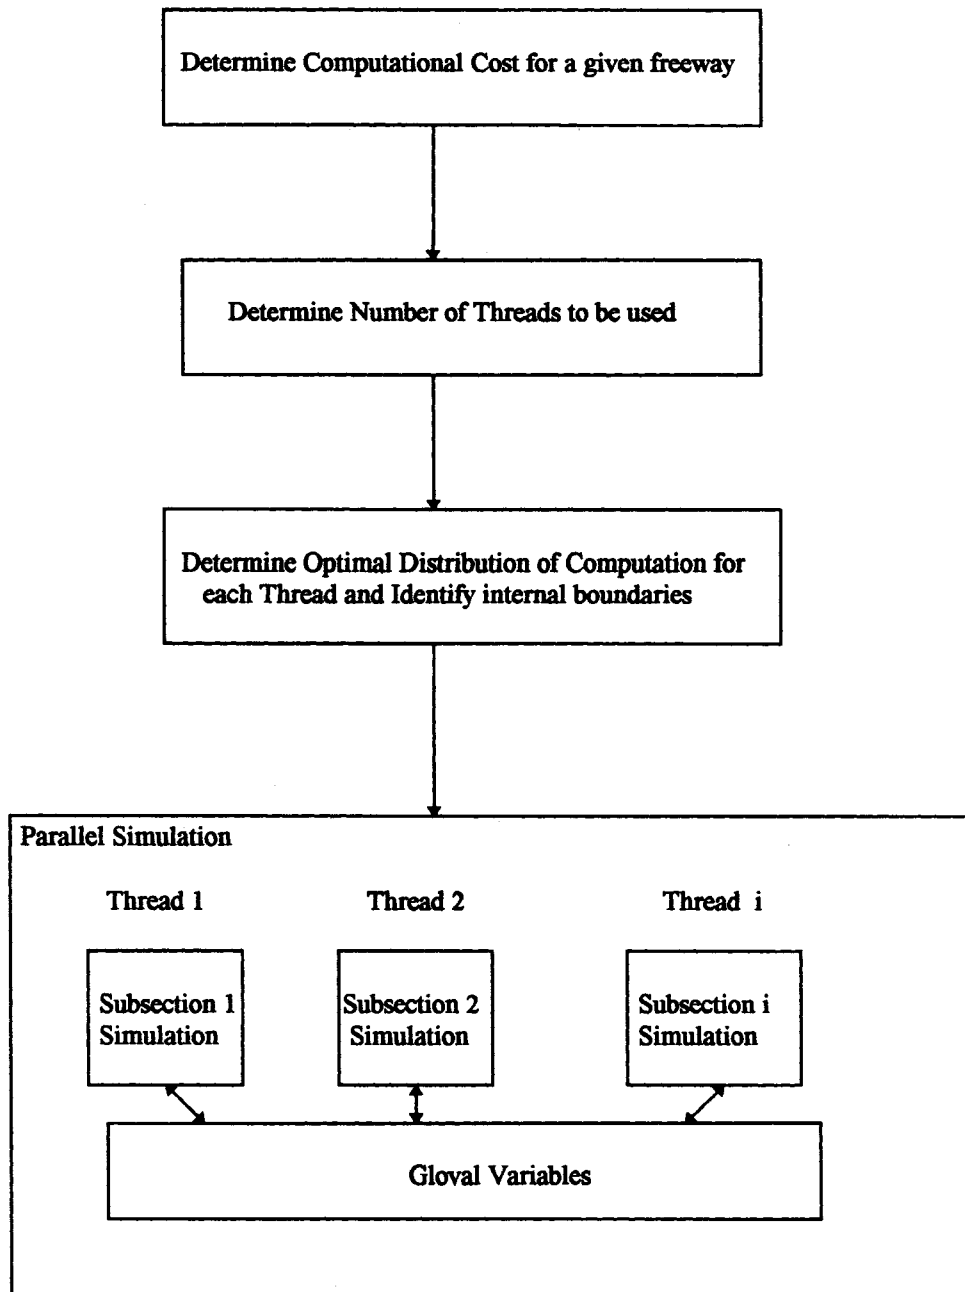 Determine Computational Cost for a given freeway
Determine Number of Threads to be used
Determine Optimal Distribution of Computation for
each Thread and Identify internal boundaries
Parallel Simulation
Thread 1
Thread 2
Thread i
Subsection 1
Simulation
Subsection 2
Simulation
Subsection i
Simulation
Gloval Variables